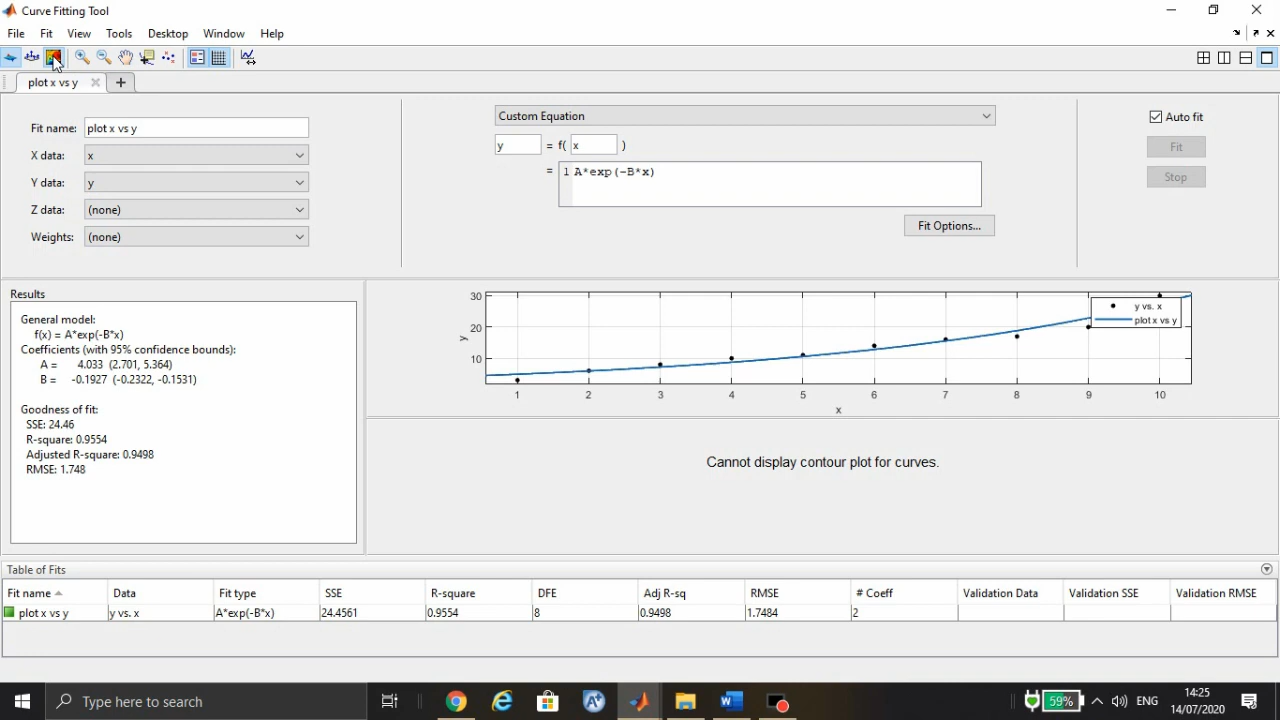 Curve Fitting Tool
File Fit View Tools Desktop Window Help
plot x vs y
Fit name: plot x vs y
X data: x
Y data: y
Z data: (none)
Weights: (none)
Custom Equation
y = f( x )
= 1 A*exp(-B*x)
Fit Options...
Auto fit
Fit
Stop
Results
General model:
f(x) = A*exp(-B*x)
Coefficients (with 95% confidence bounds):
A = 4.033 (2.701, 5.364)
B = -0.1927 (-0.2322, -0.1531)
Goodness of fit:
SSE: 24.46
R-square: 0.9554
Adjusted R-square: 0.9498
RMSE: 1.748
30
20
10
y
1 2 3 4 5 6 7 8 9 10
x
y vs. x
plot x vs y
Cannot display contour plot for curves.
Table of Fits
Fit name Data Fit type SSE R-square DFE Adj R-sq RMSE # Coeff Validation Data Validation SSE Validation RMSE
plot x vs y y vs. x A*exp(-B*x) 24.4561 0.9554 8 0.9498 1.7484 2
Type here to search
59%
ENG
14:25
14/07/2020